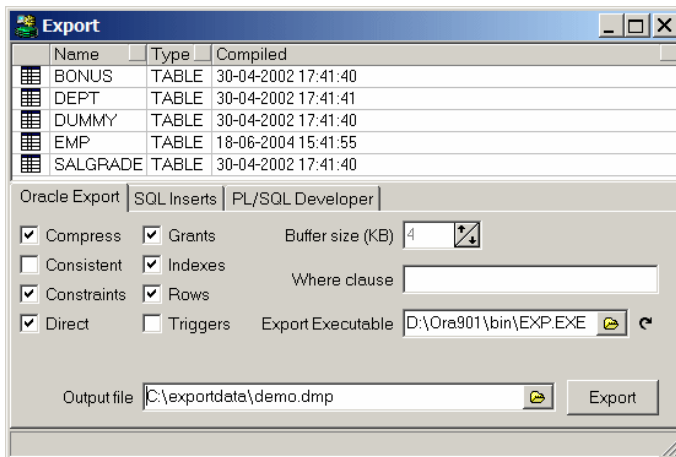 Export
Name Type Compiled
BONUS TABLE 30-04-2002 17:41:40
DEPT TABLE 30-04-2002 17:41:41
DUMMY TABLE 30-04-2002 17:41:40
EMP TABLE 18-06-2004 15:41:55
SALGRADE TABLE 30-04-2002 17:41:40
Oracle Export SQL Inserts PL/SQL Developer
Compress Grants Buffer size (KB) 4
Consistent Indexes Where clause
Constraints Rows
Direct Triggers Export Executable D:\Ora901\bin\EXP.EXE
Output file C:\exportdata\demo.dmp Export